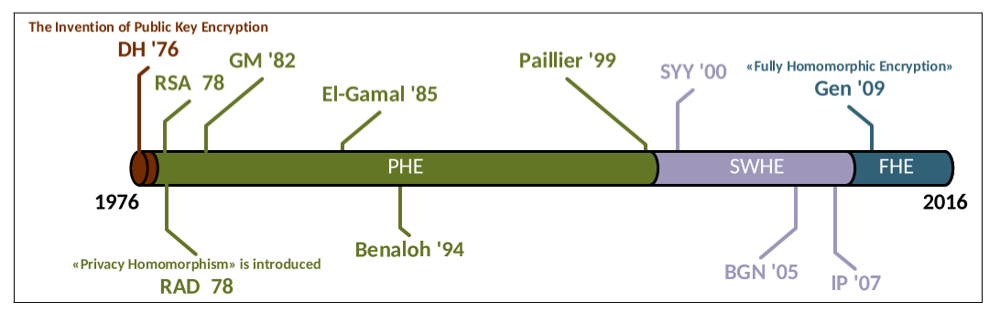 The Invention of Public Key Encryption
DH '76
RSA  78
GM '82
El-Gamal '85
Paillier '99
SYY '00
«Fully Homomorphic Encryption»
Gen '09
PHE
SWHE
FHE
1976
2016
«Privacy Homomorphism» is introduced
RAD  78
Benaloh '94
BGN '05
IP '07